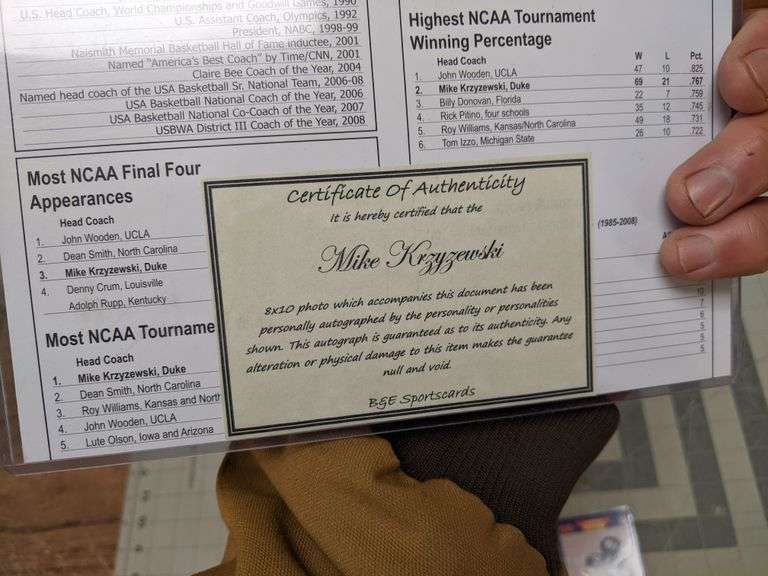 U.S. Head Coach, World Championships and Goodwill Games, 1990
U.S. Assistant Coach, Olympics, 1992
President, NABC, 1998-99
Naismith Memorial Basketball Hall of Fame inductee, 2001
Named "America's Best Coach" by Time/CNN, 2001
Claire Bee Coach of the Year, 2004
Named head coach of the USA Basketball Sr. National Team, 2006-08
USA Basketball National Coach of the Year, 2006
USA Basketball National Co-Coach of the Year, 2007
USBWA District III Coach of the Year, 2008
Most NCAA Final Four
Appearances
Head Coach
1. John Wooden, UCLA
2. Dean Smith, North Carolina
3. Mike Krzyzewski, Duke
4. Denny Crum, Louisville
Adolph Rupp, Kentucky
Most NCAA Tourname
Head Coach
1. Mike Krzyzewski, Duke
2. Dean Smith, North Carolina
3. Roy Williams, Kansas and North
4. John Wooden, UCLA
5. Lute Olson, Iowa and Arizona
Highest NCAA Tournament
Winning Percentage
Head Coach W L Pct.
1. John Wooden, UCLA 47 10 .825
2. Mike Krzyzewski, Duke 69 21 .767
3. Billy Donovan, Florida 22 7 .759
4. Rick Pitino, four schools 35 12 .745
5. Roy Williams, Kansas/North Carolina 49 18 .731
6. Tom Izzo, Michigan State 26 10 .722
(1985-2008)
10
7
6
5
5
5
Certificate Of Authenticity
It is hereby certified that the
Mike Krzyzewski
8x10 photo which accompanies this document has been
personally autographed by the personality or personalities
shown. This autograph is guaranteed as to its authenticity. Any
alteration or physical damage to this item makes the guarantee
null and void.
B&E Sportscards